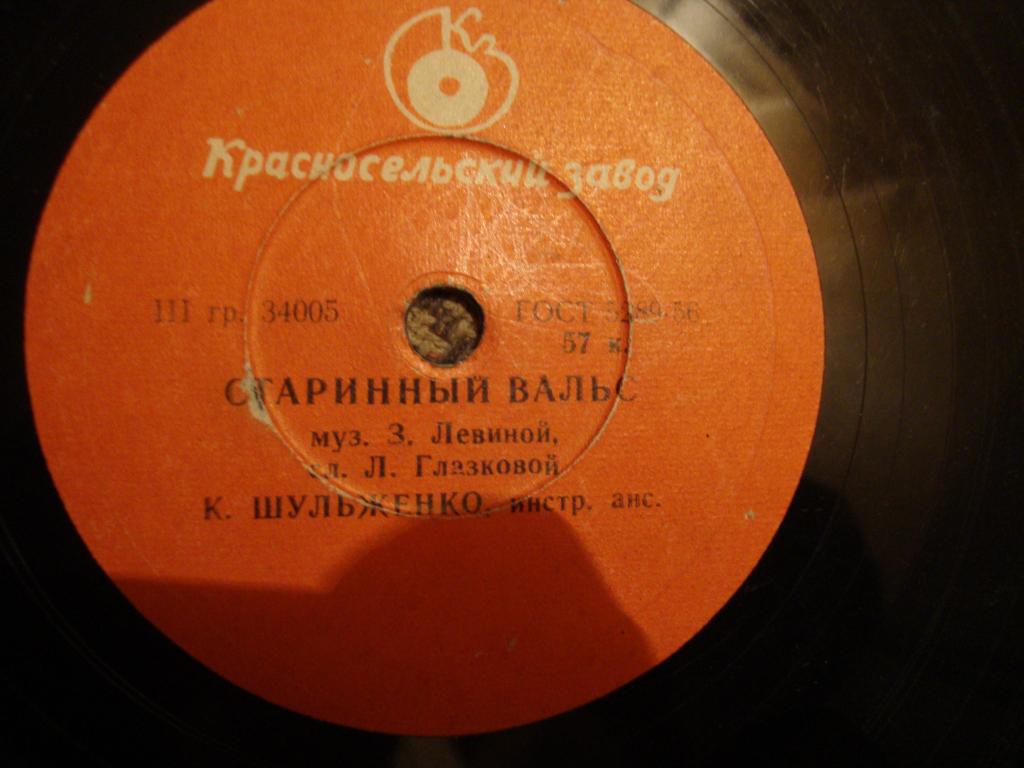 КЗ
Красносельский завод
III гр. 34005
ГОСТ 5289-56
57 к.
СТАРИННЫЙ ВАЛЬС
муз. З. Левиной,
сл. Л. Глазковой
К. ШУЛЬЖЕНКО, инстр. анс.